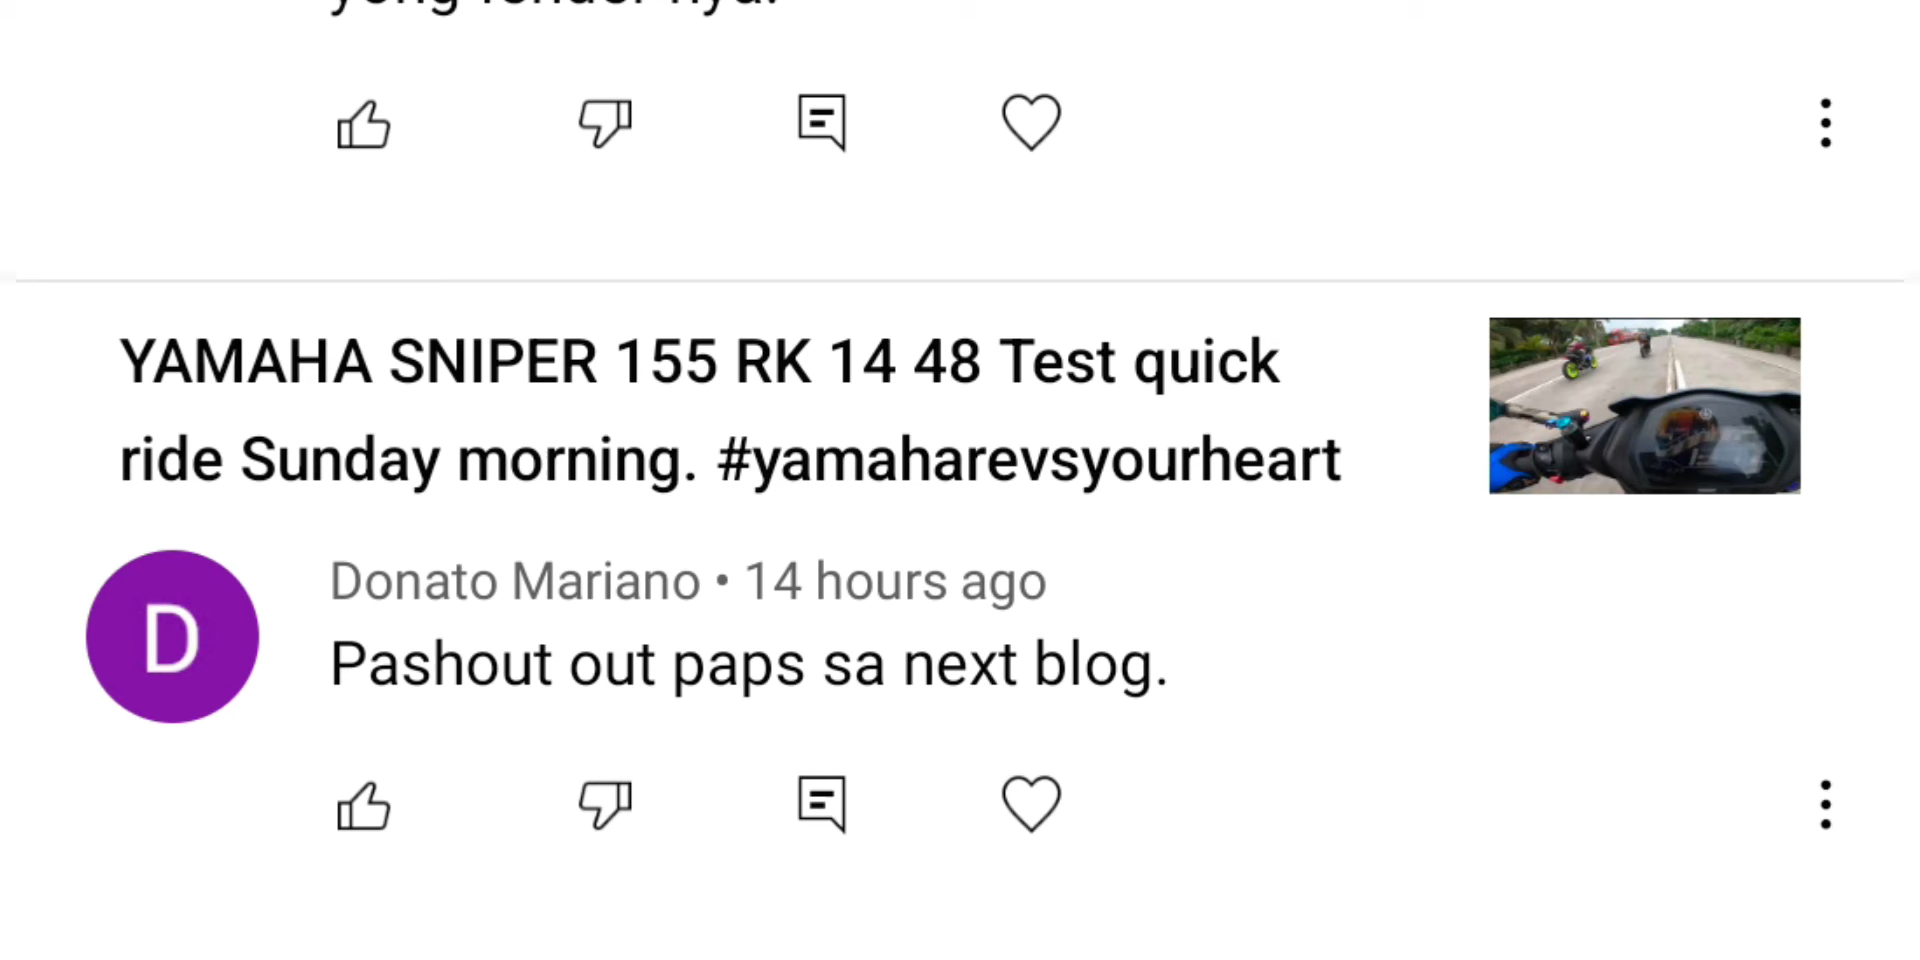 YAMAHA SNIPER 155 RK 14 48 Test quick
ride Sunday morning. #yamaharevsyourheart
D
Donato Mariano • 14 hours ago
Pashout out paps sa next blog.